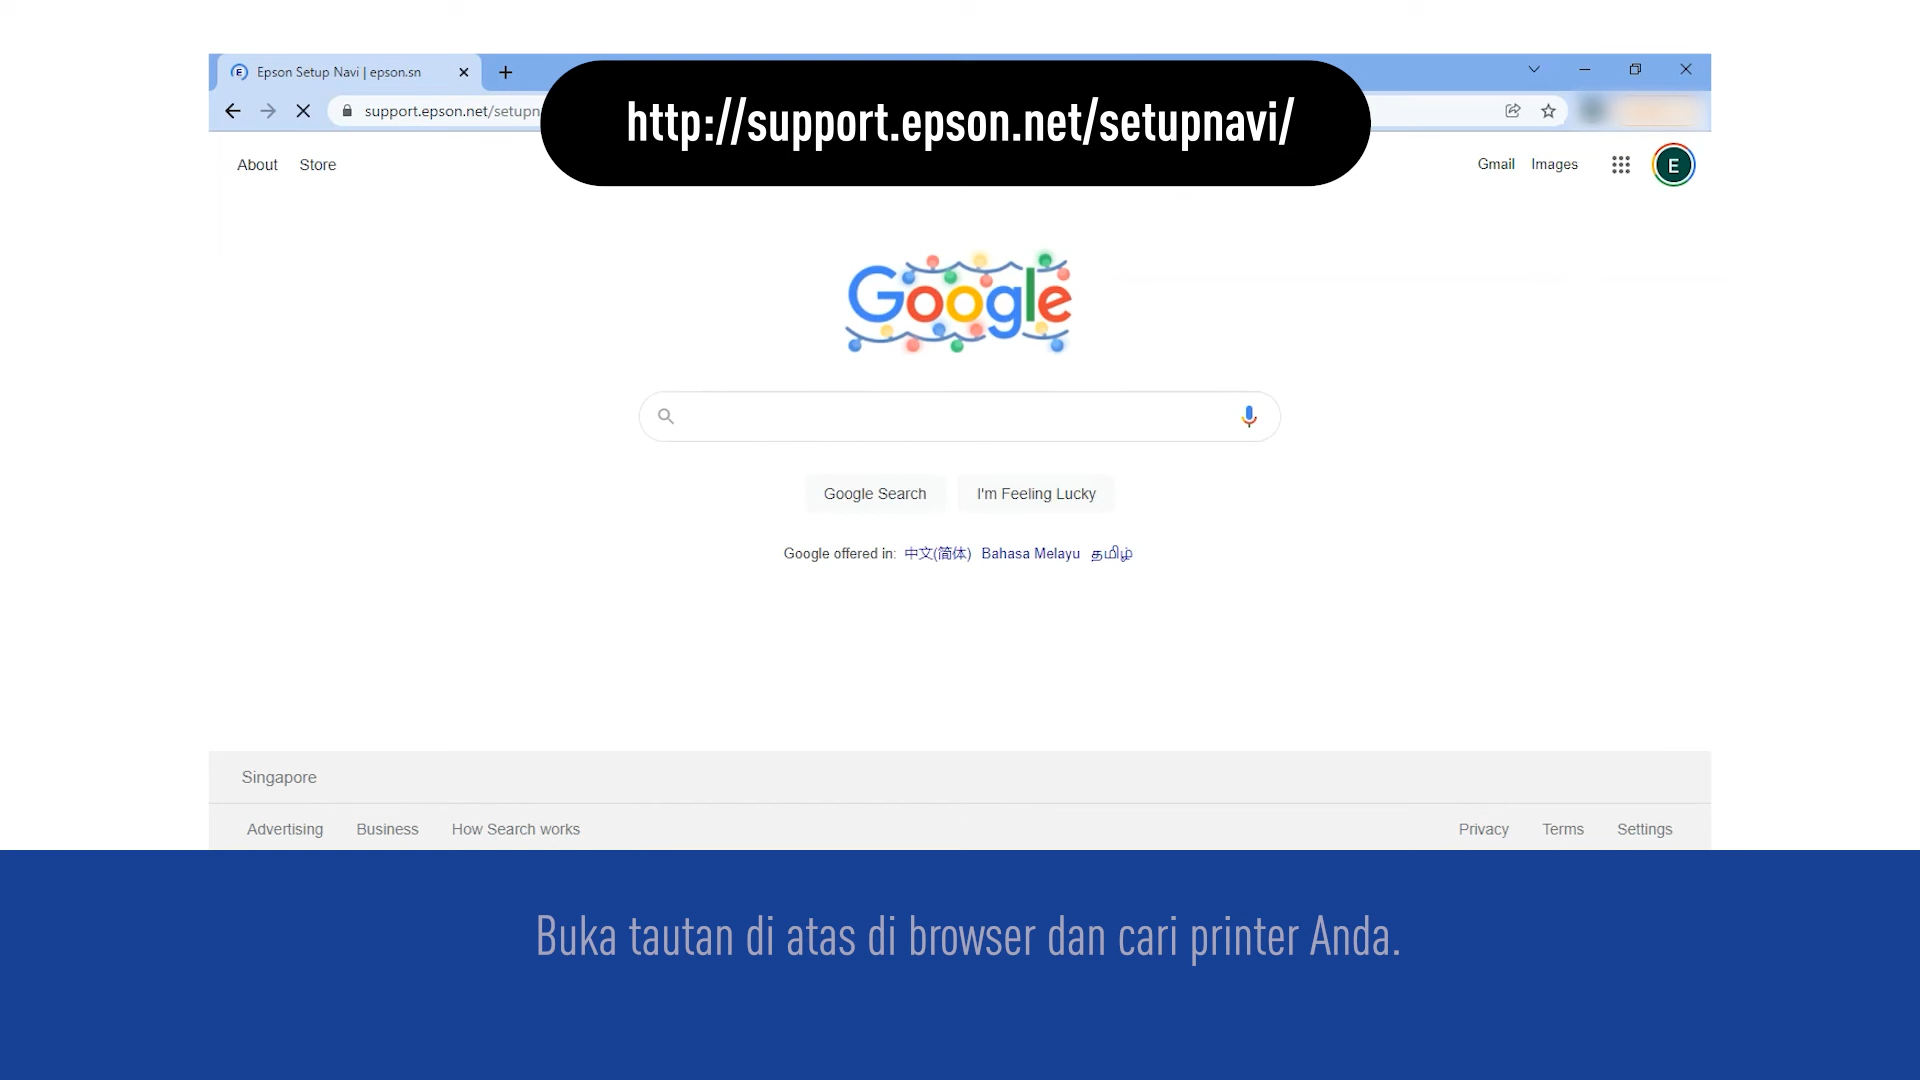 Epson Setup Navi | epson.sn
support.epson.net/setupn
http://support.epson.net/setupnavi/
About Store
Gmail Images
E
Google
Google Search I'm Feeling Lucky
Google offered in: 中文(简体) Bahasa Melayu தமிழ்
Singapore
Advertising Business How Search works
Privacy Terms Settings
Buka tautan di atas di browser dan cari printer Anda.